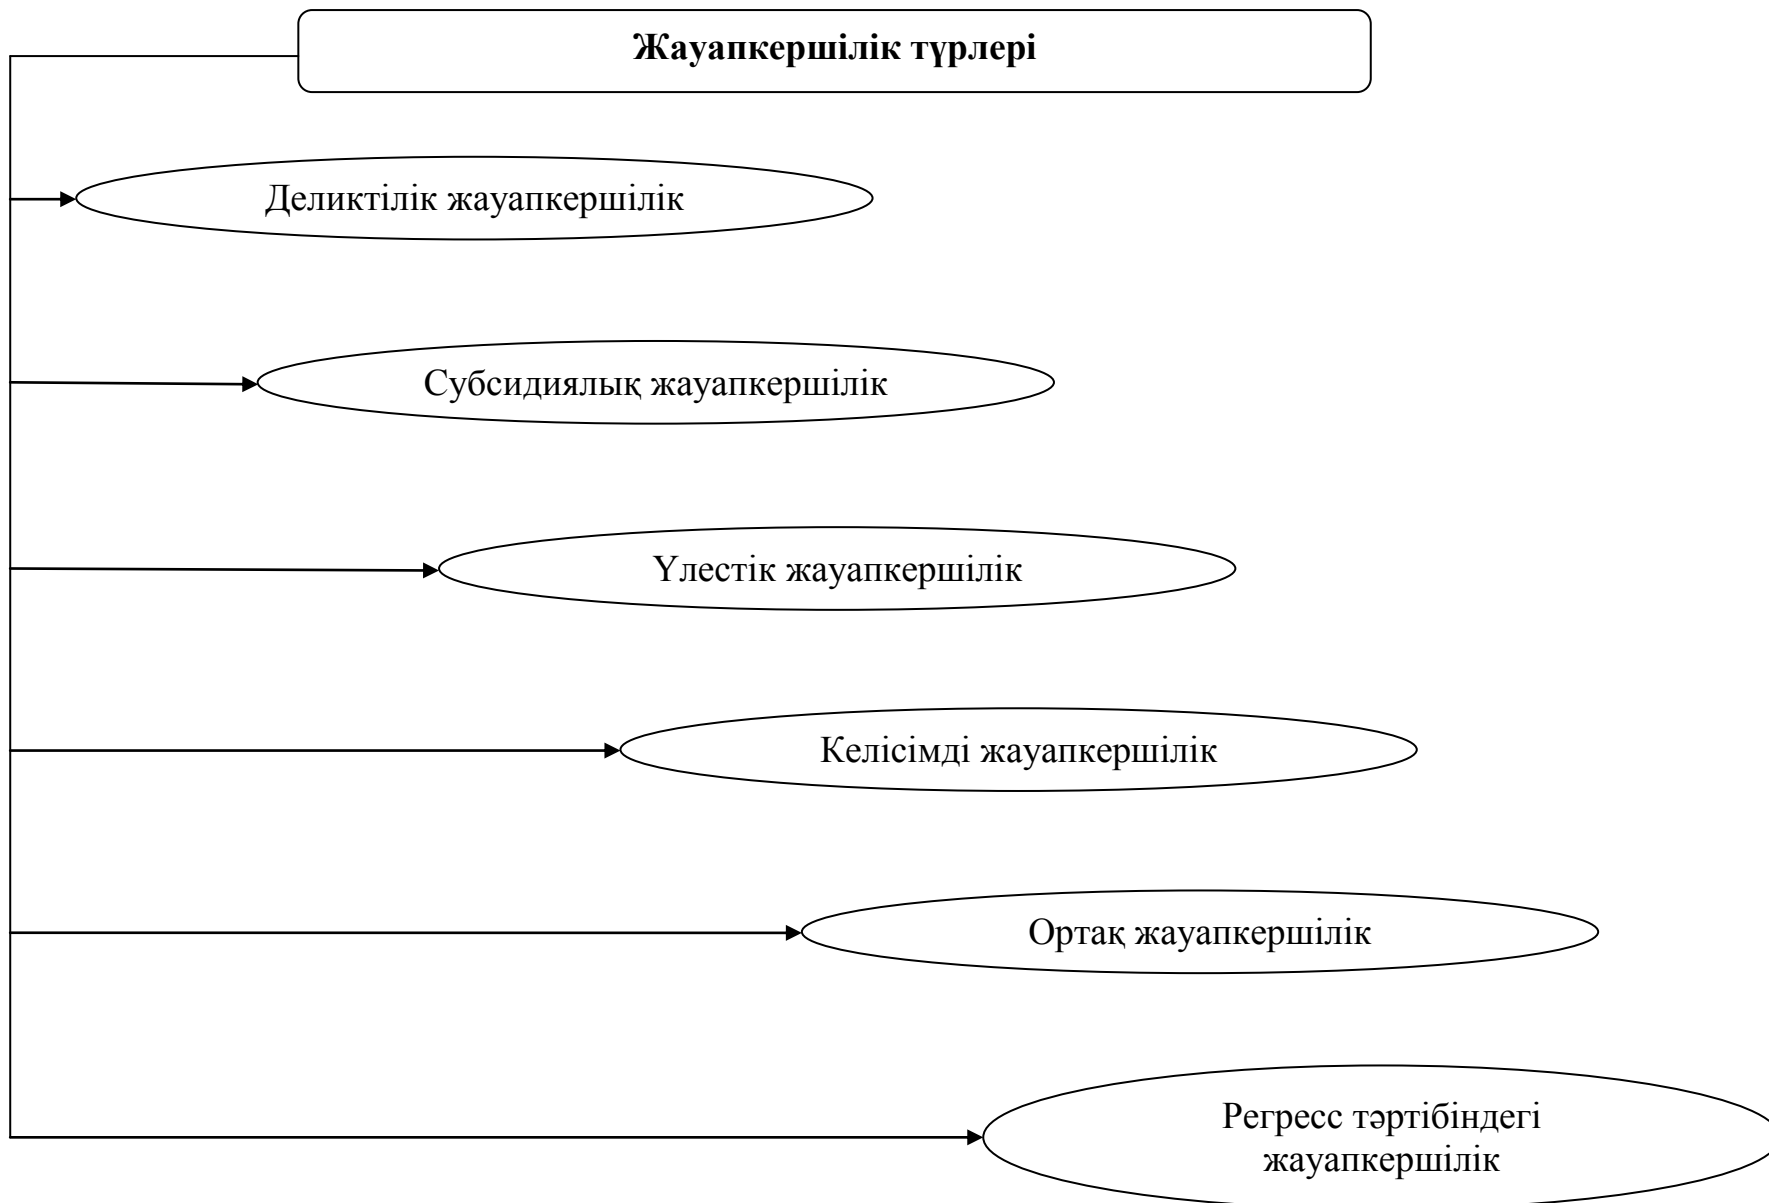 Жауапкершілік түрлері
Деликтілік жауапкершілік
Субсидиялық жауапкершілік
Үлестік жауапкершілік
Келісімді жауапкершілік
Ортақ жауапкершілік
Регресс тәртібіндегі
жауапкершілік